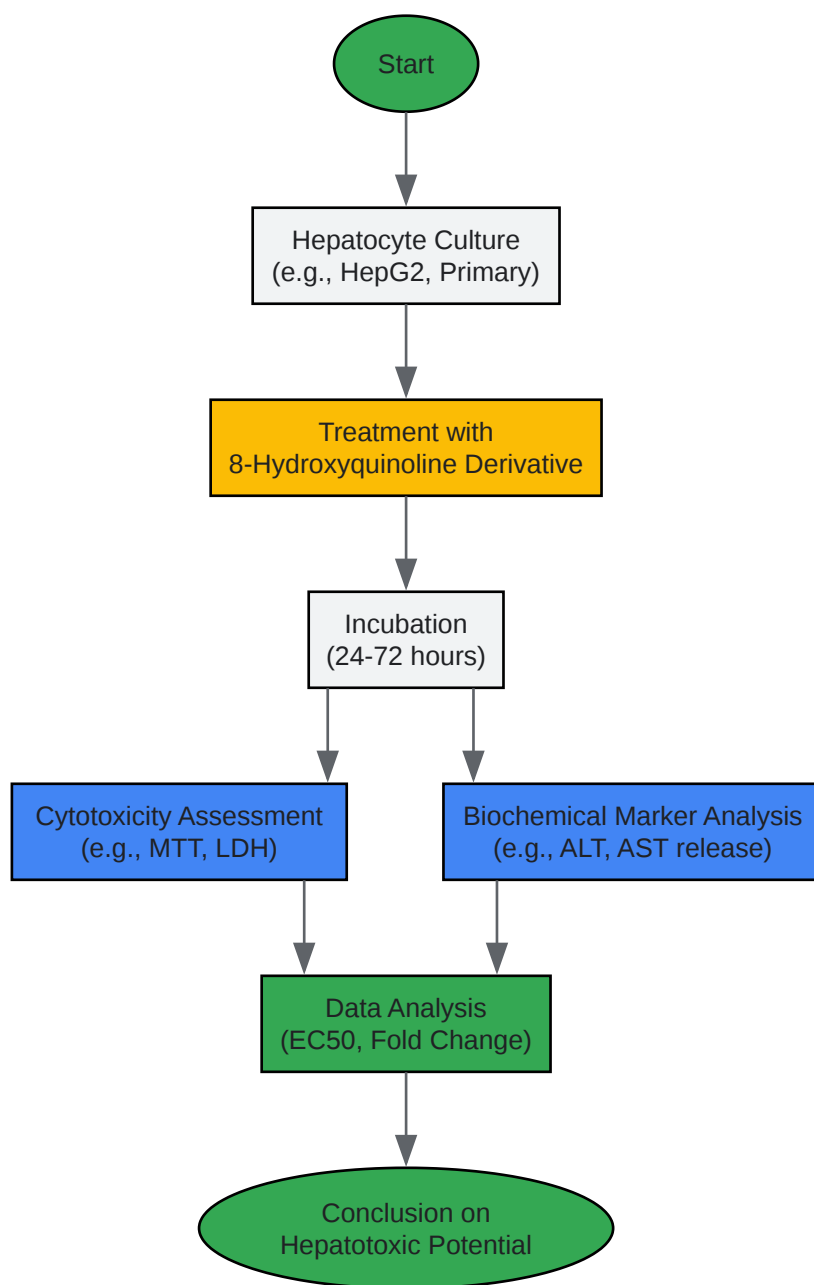 Start
Hepatocyte Culture
(e.g., HepG2, Primary)
Treatment with
8-Hydroxyquinoline Derivative
Incubation
(24-72 hours)
Cytotoxicity Assessment
(e.g., MTT, LDH)
Biochemical Marker Analysis
(e.g., ALT, AST release)
Data Analysis
(EC50, Fold Change)
Conclusion on
Hepatotoxic Potential